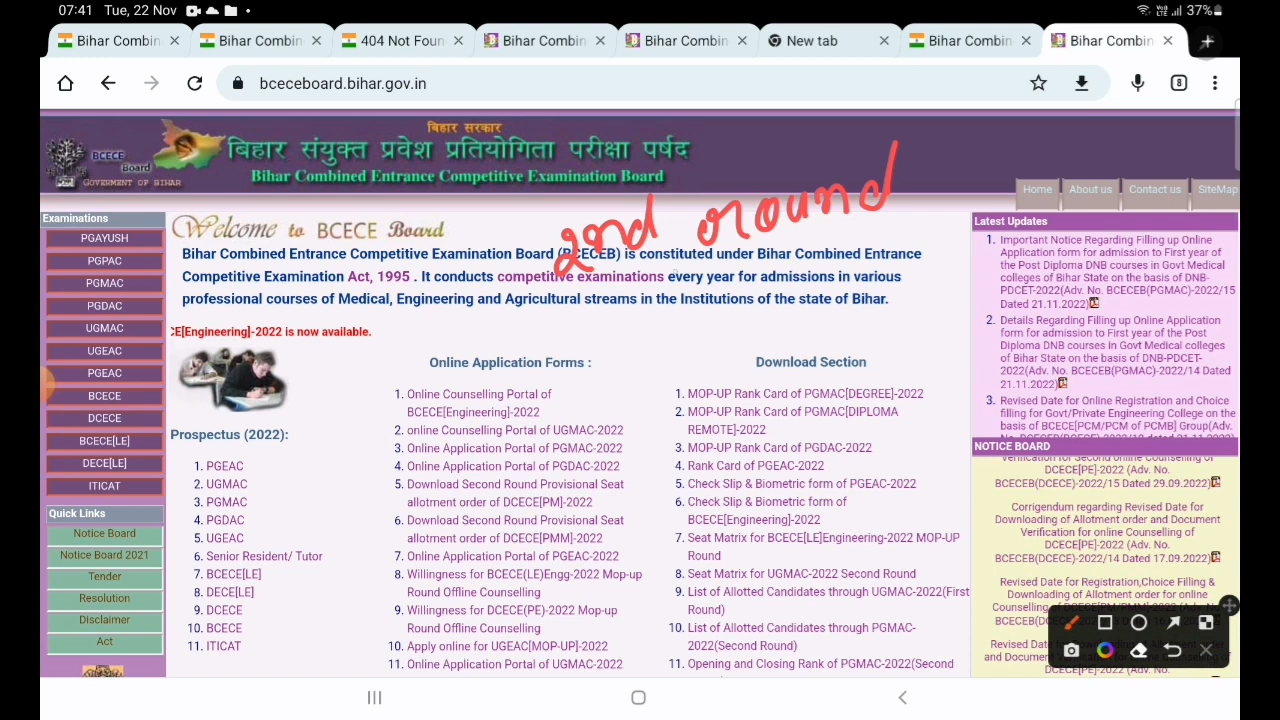 07:41 Tue, 22 Nov
37%
Bihar Combin
Bihar Combin
404 Not Foun
Bihar Combin
Bihar Combin
New tab
Bihar Combin
Bihar Combin
bceceboard.bihar.gov.in
8
बिहार सरकार
BCECE
Board
GOVERMENT OF BIHAR
बिहार संयुक्त प्रवेश प्रतियोगिता परीक्षा पर्षद
Bihar Combined Entrance Competitive Examination Board
2nd round
Home
About us
Contact us
SiteMap
Examinations
PGAYUSH
PGPAC
PGMAC
PGDAC
UGMAC
UGEAC
PGEAC
BCECE
DCECE
BCECE[LE]
DECE[LE]
ITICAT
Quick Links
Notice Board
Notice Board 2021
Tender
Resolution
Disclaimer
Act
Welcome to BCECE Board
Bihar Combined Entrance Competitive Examination Board (BCECEB) is constituted under Bihar Combined Entrance
Competitive Examination Act, 1995 . It conducts competitive examinations every year for admissions in various
professional courses of Medical, Engineering and Agricultural streams in the Institutions of the state of Bihar.
CE[Engineering]-2022 is now available.
Prospectus (2022):
1. PGEAC
2. UGMAC
3. PGMAC
4. PGDAC
5. UGEAC
6. Senior Resident/ Tutor
7. BCECE[LE]
8. DECE[LE]
9. DCECE
10. BCECE
11. ITICAT
Online Application Forms :
1. Online Counselling Portal of
BCECE[Engineering]-2022
2. online Counselling Portal of UGMAC-2022
3. Online Application Portal of PGMAC-2022
4. Online Application Portal of PGDAC-2022
5. Download Second Round Provisional Seat
allotment order of DCECE[PM]-2022
6. Download Second Round Provisional Seat
allotment order of DCECE[PMM]-2022
7. Online Application Portal of PGEAC-2022
8. Willingness for BCECE(LE)Engg-2022 Mop-up
Round Offline Counselling
9. Willingness for DCECE(PE)-2022 Mop-up
Round Offline Counselling
10. Apply online for UGEAC[MOP-UP]-2022
11. Online Application Portal of UGMAC-2022
Download Section
1. MOP-UP Rank Card of PGMAC[DEGREE]-2022
2. MOP-UP Rank Card of PGMAC[DIPLOMA
REMOTE]-2022
3. MOP-UP Rank Card of PGDAC-2022
4. Rank Card of PGEAC-2022
5. Check Slip & Biometric form of PGEAC-2022
6. Check Slip & Biometric form of
BCECE[Engineering]-2022
7. Seat Matrix for BCECE[LE]Engineering-2022 MOP-UP
Round
8. Seat Matrix for UGMAC-2022 Second Round
9. List of Allotted Candidates through UGMAC-2022(First
Round)
10. List of Allotted Candidates through PGMAC-
2022(Second Round)
11. Opening and Closing Rank of PGMAC-2022(Second
Latest Updates
1. Important Notice Regarding Filling up Online
Application form for admission to First year of the
Post Diploma DNB courses in Govt Medical
colleges of Bihar State on the basis of DNB-
PDCET-2022(Adv. No. BCECEB(PGMAC)-2022/15
Dated 21.11.2022)
2. Details Regarding Filling up Online Application
form for admission to First year of the Post
Diploma DNB courses in Govt Medical colleges
of Bihar State on the basis of DNB-PDCET-
2022(Adv. No. BCECEB(PGMAC)-2022/14 Dated
21.11.2022)
3. Revised Date for Online Registration and Choice
filling for Govt/Private Engineering College on the
basis of BCECE[PCM/PCM of PCMB] Group(Adv.
NOTICE BOARD
Verification for Second online Counselling of
DCECE[PE]-2022 (Adv. No.
BCECEB(DCECE)-2022/15 Dated 29.09.2022)
Corrigendum regarding Revised Date for
Downloading of Allotment order and Document
Verification for online Counselling of
DCECE[PE]-2022 (Adv. No.
BCECEB(DCECE)-2022/14 Dated 17.09.2022)
Revised Date for Registration,Choice Filling &
Downloading of Allotment order for online